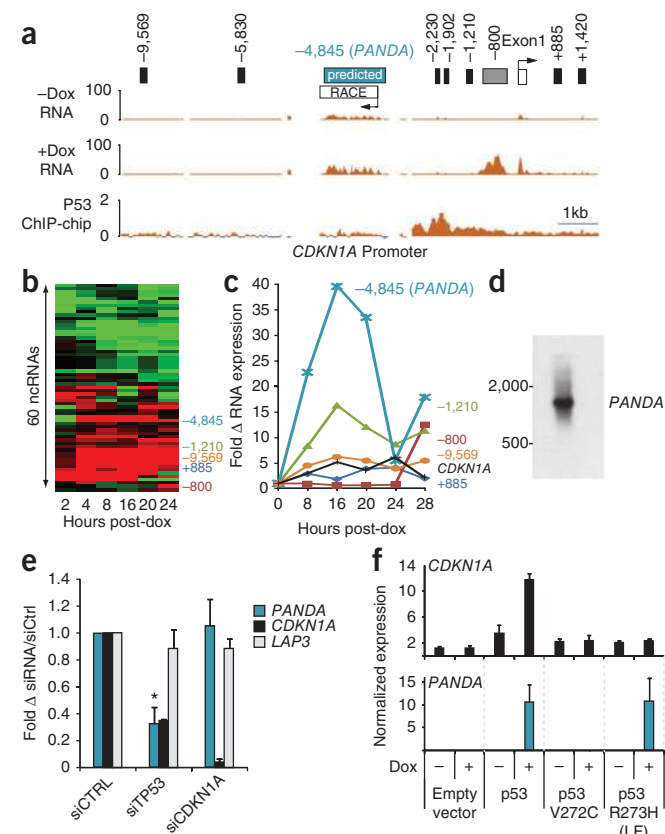 a
−9,569
−5,830
−4,845 (PANDA)
−2,230
−1,902
−1,210
−800
Exon1
+885
+1,420
predicted
RACE
−Dox
RNA
100
0
+Dox
RNA
100
0
P53
ChIP-chip
2
0
1kb
CDKN1A Promoter
b
60 ncRNAs
−4,845
−1,210
−9,569
+885
−800
2 4 8 16 20 24
Hours post-dox
c
Fold Δ RNA expression
40
35
30
25
20
15
10
5
0
−4,845 (PANDA)
−1,210
−800
−9,569
CDKN1A
+885
0 8 16 20 24 28
Hours post-dox
d
2,000-
500-
PANDA
e
Fold Δ siRNA/siCtrl
1.4
1.2
1
0.8
0.6
0.4
0.2
0
*
PANDA
CDKN1A
LAP3
siCTRL
siTP53
siCDKN1A
f
Normalized expression
CDKN1A
14
10
6
2
PANDA
15
10
5
Dox − + − + − + − +
Empty
vector
p53
p53
V272C
p53
R273H
(LF)